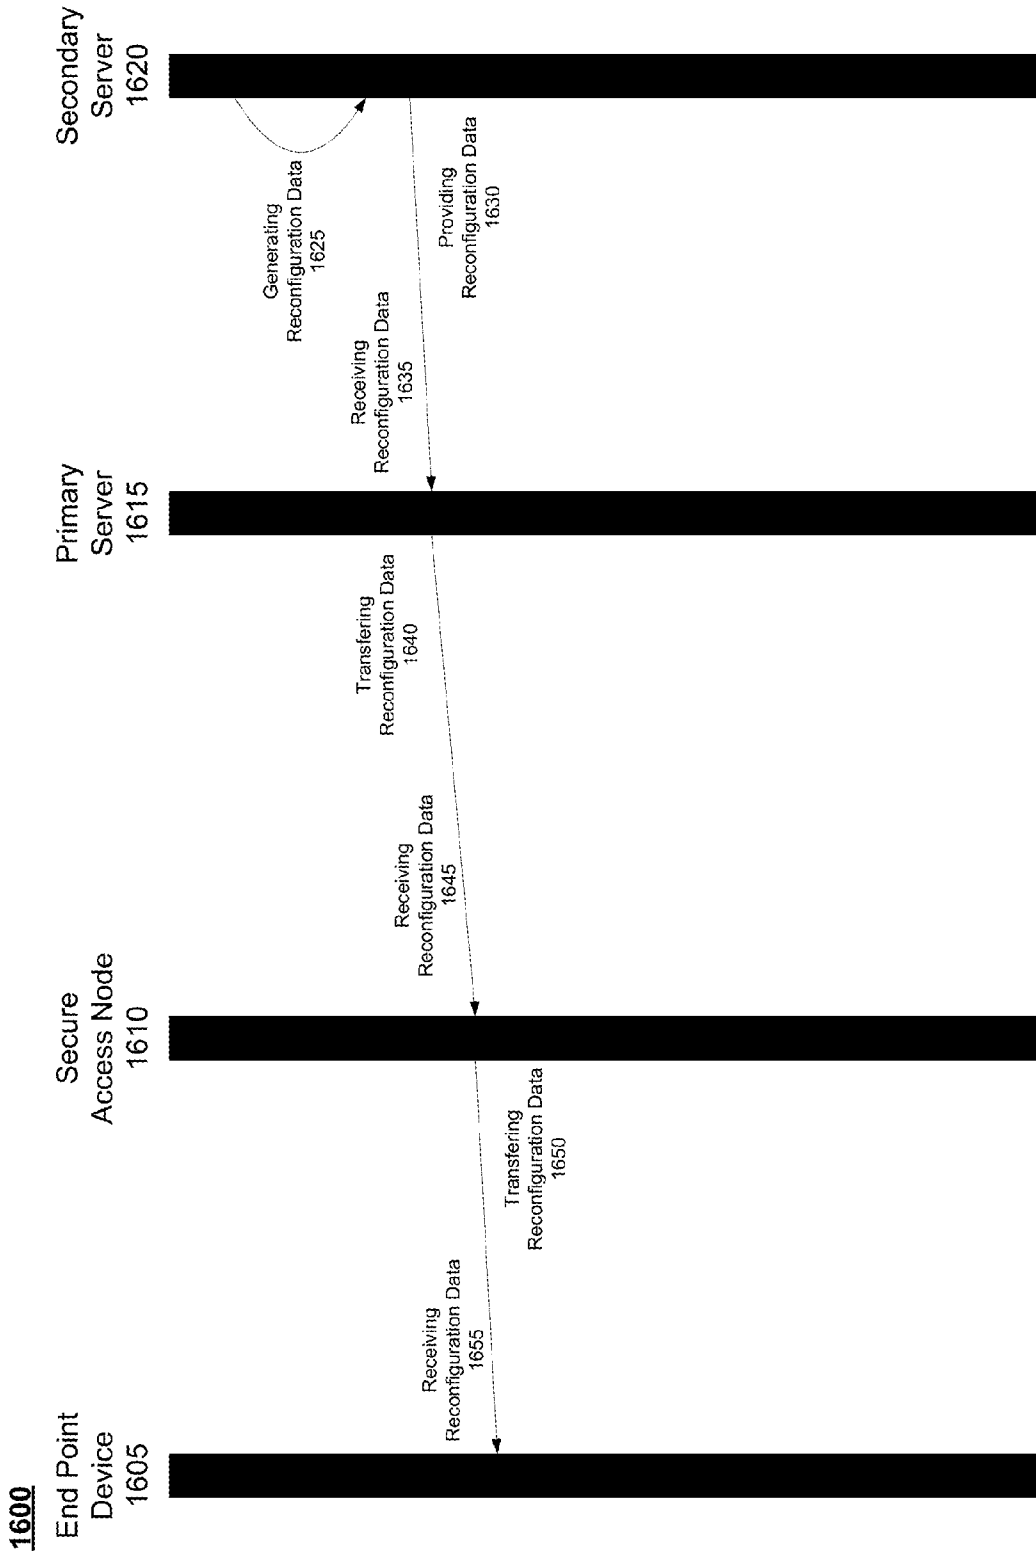 1600
End Point
Device
1605
Secure
Access Node
1610
Primary
Server
1615
Secondary
Server
1620
Generating
Reconfiguration Data
1625
Providing
Reconfiguration Data
1630
Receiving
Reconfiguration Data
1635
Transfering
Reconfiguration Data
1640
Receiving
Reconfiguration Data
1645
Transfering
Reconfiguration Data
1650
Receiving
Reconfiguration Data
1655